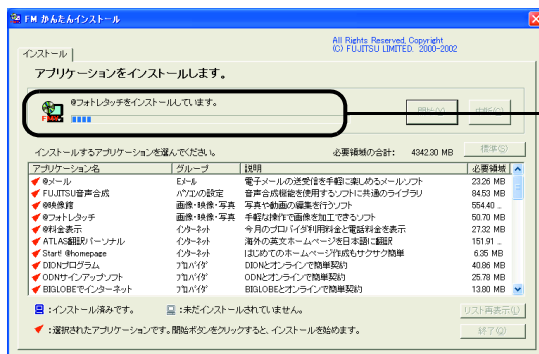 FM かんたんインストール
All Rights Reserved, Copyright
(C) FUJITSU LIMITED. 2000-2002
インストール
アプリケーションをインストールします。
@フォトレタッチをインストールしています。
開始(X) 中断(C)
インストールするアプリケーションを選んでください。 必要領域の合計: 4342.30 MB 標準(S)
アプリケーション名 グループ 説明 必要領域
@メール Eメール 電子メールの送受信を手軽に楽しめるメールソフト 23.26 MB
FUJITSU音声合成 パソコンの設定 音声合成機能を使用するソフトに共通のライブラリ 84.53 MB
@映像館 画像・映像・写真 写真や動画の編集を行うソフト 554.40 ...
@フォトレタッチ 画像・映像・写真 手軽な操作で画像を加工できるソフト 50.70 MB
@料金表示 インターネット 今月のプロバイダ利用料金と電話料金を表示 27.32 MB
ATLAS翻訳パーソナル インターネット 海外の英文ホームページを日本語に翻訳 151.91 ...
Start! @homepage インターネット はじめてのホームページ作成もサクサク簡単 6.35 MB
DIONプログラム プロバイダ DIONとオンラインで簡単契約 40.86 MB
ODNサインアップソフト プロバイダ ODNとオンラインで簡単契約 25.78 MB
BIGLOBEでインターネット プロバイダ BIGLOBEとオンラインで簡単契約 13.80 MB
:インストール済みです。 :未だインストールされていません。 リスト再表示(L)
:選択されたアプリケーションです。開始ボタンをクリックすると、インストールを始めます。 終了(Q)